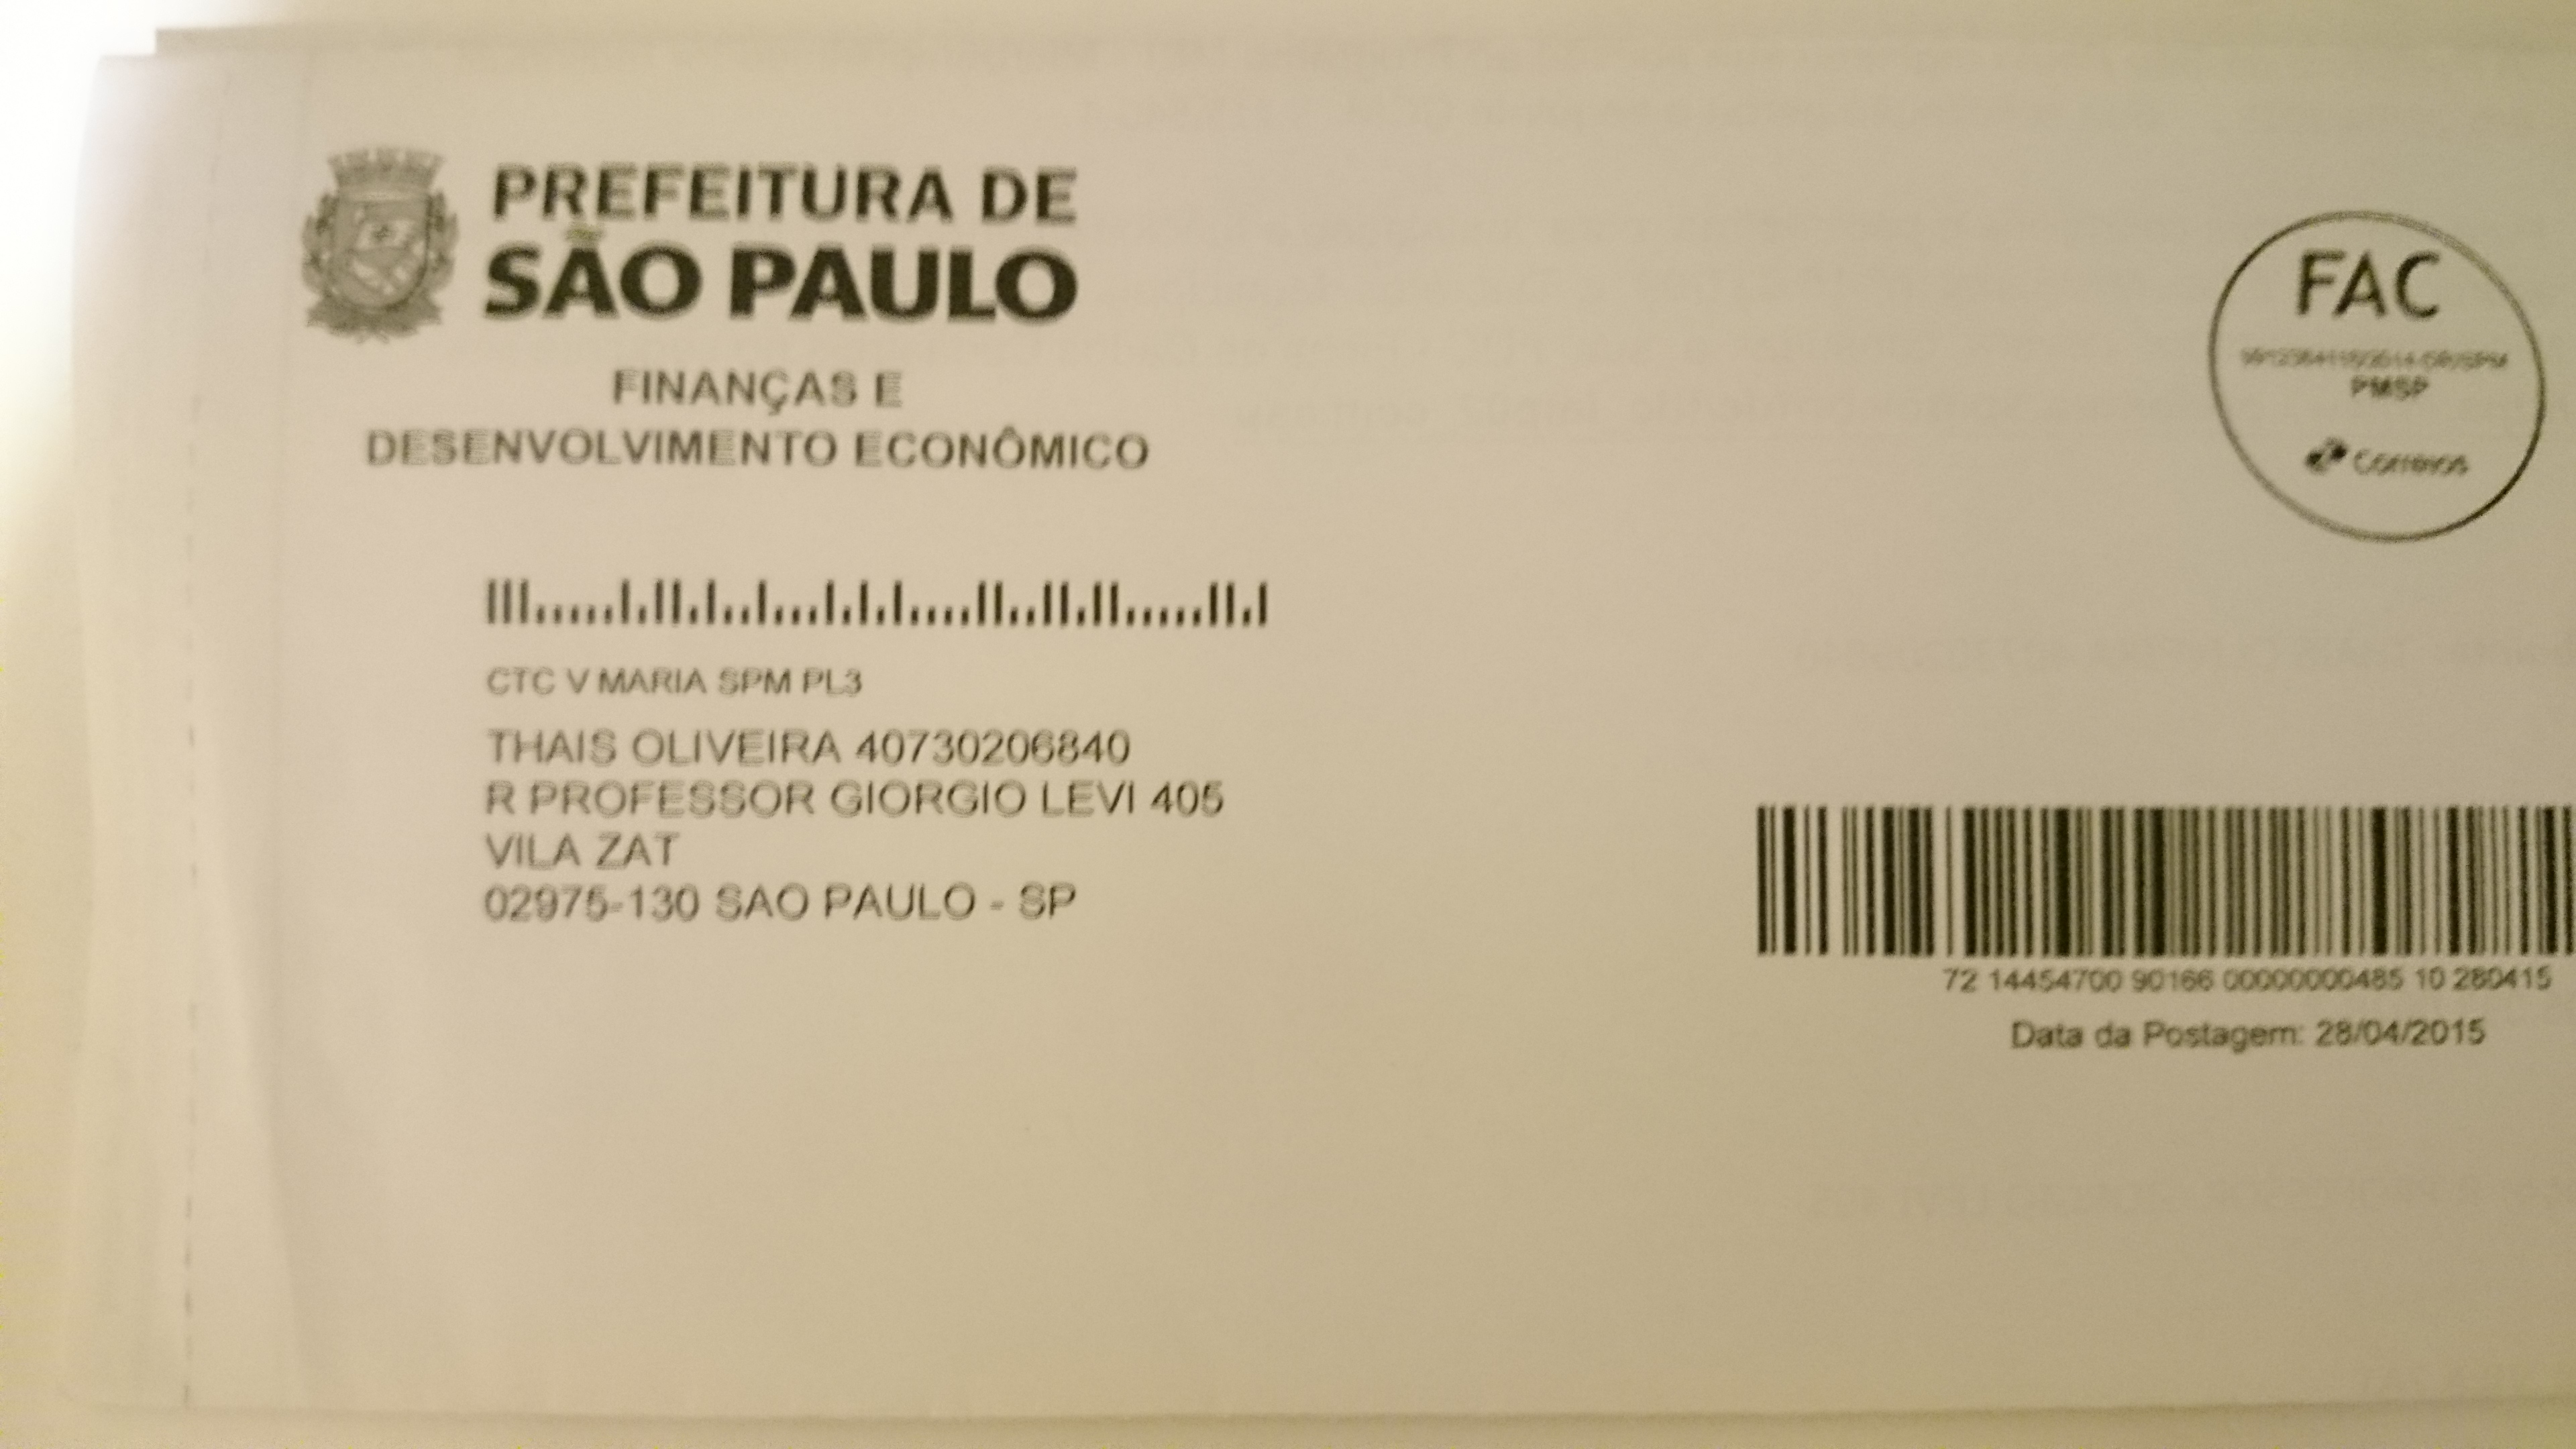 PREFEITURA DE
SÃO PAULO
FINANÇAS E
DESENVOLVIMENTO ECONÔMICO
FAC
PMSP
Correios
CTC V MARIA SPM PL3
THAIS OLIVEIRA 40730206840
R PROFESSOR GIORGIO LEVI 405
VILA ZAT
02975-130 SAO PAULO - SP
72 14454700 90166 00000000485 10 280415
Data da Postagem: 28/04/2015